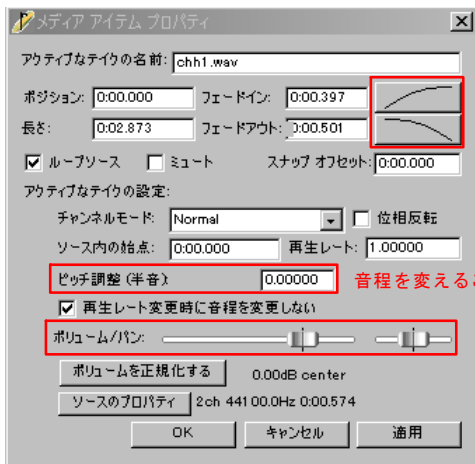 メディア アイテム プロパティ
アクティブなテイクの名前: chh1.wav
ポジション: 0:00.000 フェードイン: 0:00.397
長さ: 0:02.873 フェードアウト: 0:00.501
ループソース ミュート スナップ オフセット: 0:00.000
アクティブなテイクの設定:
チャンネルモード: Normal 位相反転
ソース内の始点: 0:00.000 再生レート: 1.00000
ピッチ調整 (半音): 0.00000 音程を変える
再生レート変更時に音程を変更しない
ボリューム/パン:
ボリュームを正規化する 0.00dB center
ソースのプロパティ 2ch 44100.0Hz 0:00.574
OK キャンセル 適用